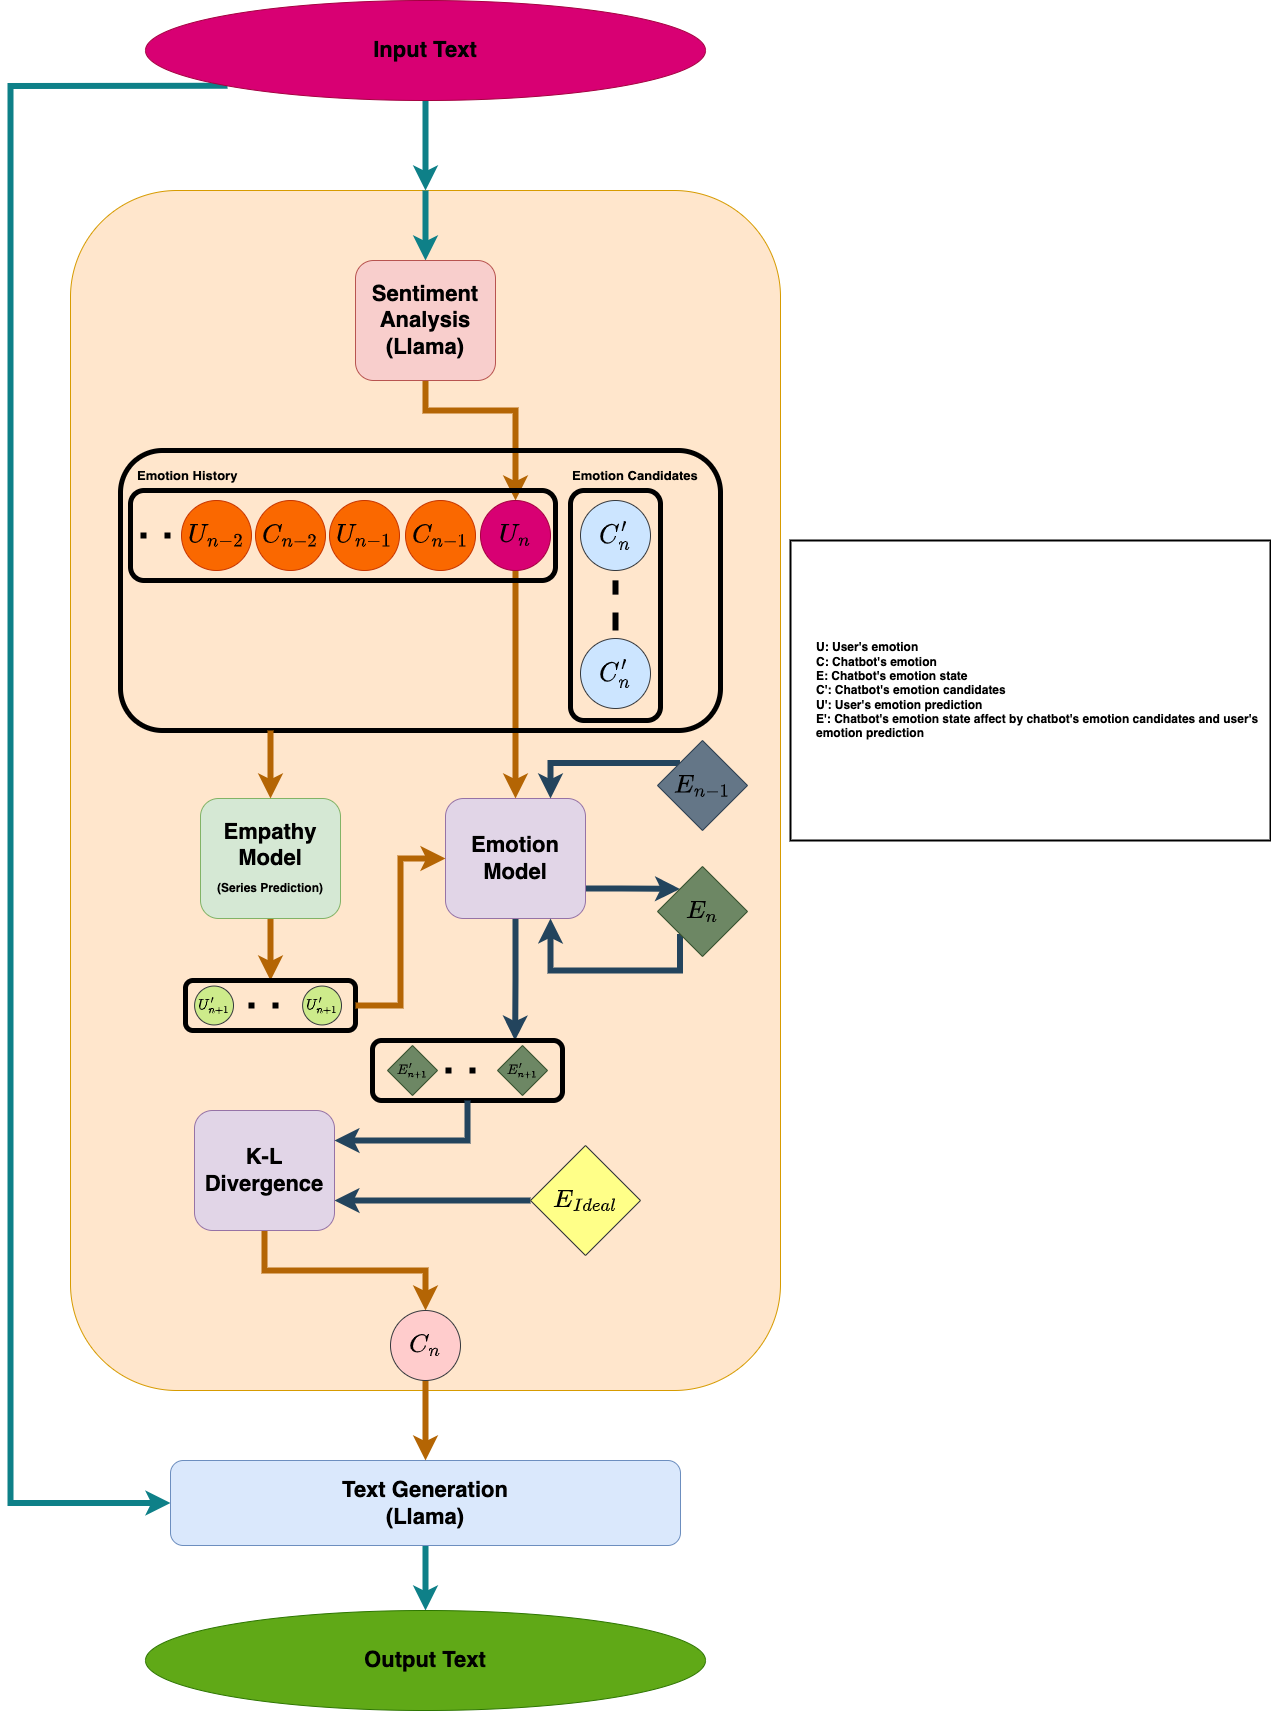 Input Text
Sentiment
Analysis
(Llama)
Emotion History
Emotion Candidates
U_{n-2}
C_{n-2}
U_{n-1}
C_{n-1}
U_n
C'_n
C'_n
U: User's emotion
C: Chatbot's emotion
E: Chatbot's emotion state
C': Chatbot's emotion candidates
U': User's emotion prediction
E': Chatbot's emotion state affect by chatbot's emotion candidates and user's
emotion prediction
E_{n-1}
Empathy
Model
(Series Prediction)
Emotion
Model
E_n
U'_{n+1}
U'_{n+1}
E'_{n+1}
E'_{n+1}
K-L
Divergence
E_{Ideal}
C_n
Text Generation
(Llama)
Output Text